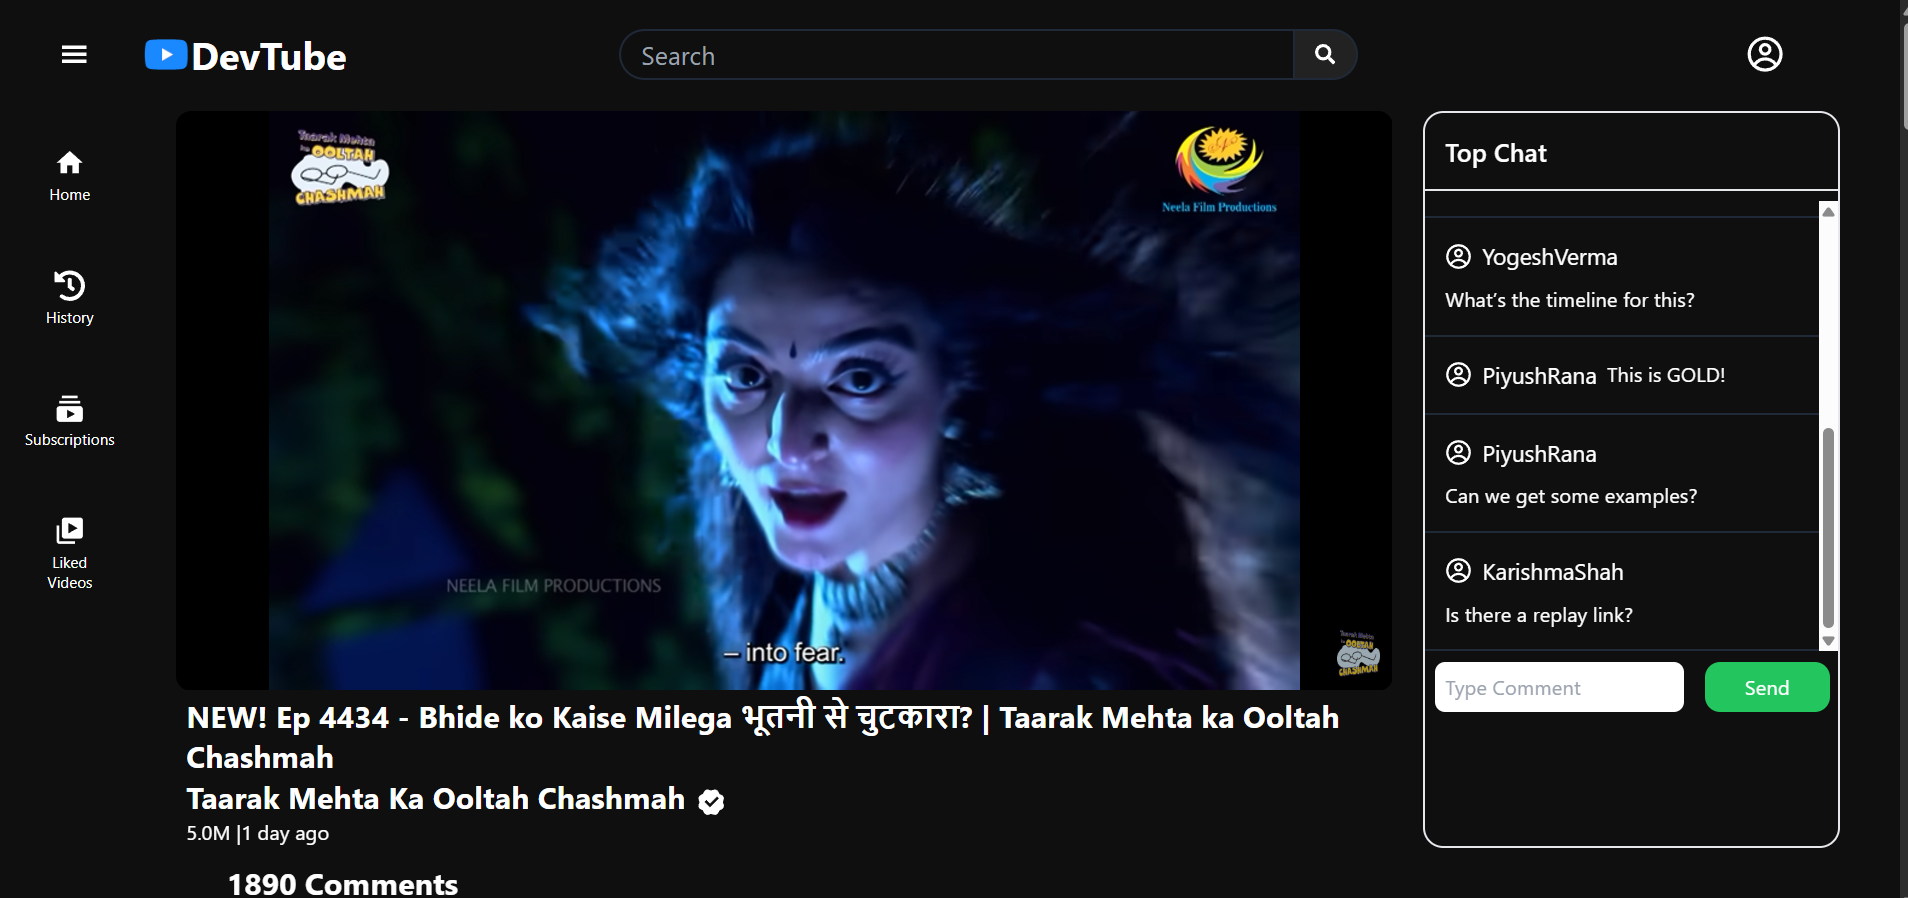 DevTube
Search
Home
History
Subscriptions
Liked
Videos
Taarak Mehta
ka OOLTAH
CHASHMAH
Neela Film Productions
NEELA FILM PRODUCTIONS
– into fear.
Taarak Mehta
ka OOLTAH
CHASHMAH
NEW! Ep 4434 - Bhide ko Kaise Milega भूतनी से चुटकारा? | Taarak Mehta ka Ooltah
Chashmah
Taarak Mehta Ka Ooltah Chashmah
5.0M |1 day ago
1890 Comments
Top Chat
YogeshVerma
What's the timeline for this?
PiyushRana This is GOLD!
PiyushRana
Can we get some examples?
KarishmaShah
Is there a replay link?
Type Comment
Send